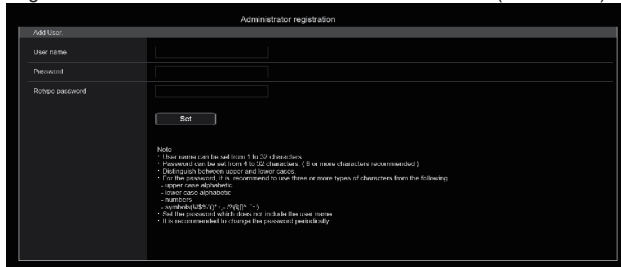 Administrator registration
Add User.
User name
Password
Retype password
Set
Note
· User name can be set from 1 to 32 characters
· Password can be set from 4 to 32 characters. ( 8 or more characters recommended )
· Distinguish between upper and lower cases.
· For the password, it is recommend to use three or more types of characters from the following
- upper case alphabetic
- lower case alphabetic
- numbers
- symbols
· Set the password which does not include the user name
· It is recommended to change the password periodically